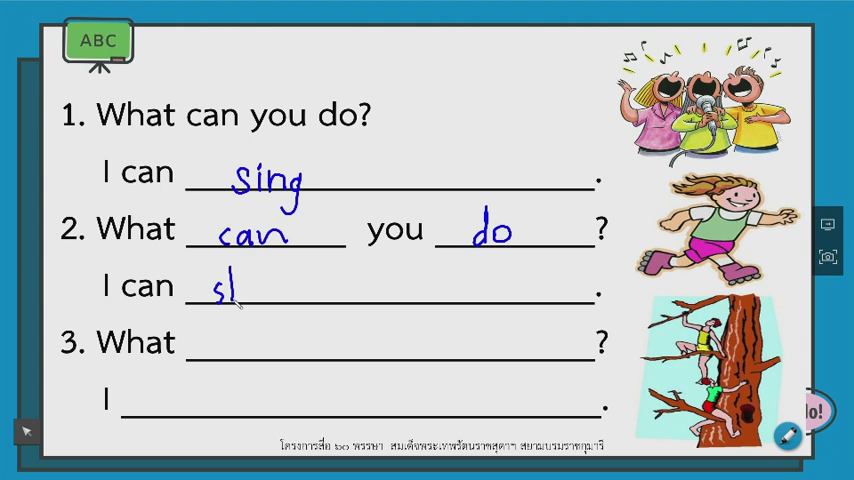 ABC
1. What can you do?
I can sing.
2. What can you do?
I can sl.
3. What ?
I .
do!
โครงการสื่อ ๖๐ พรรษา สมเด็จพระเทพรัตนราชสุดาฯ สยามบรมราชกุมารี